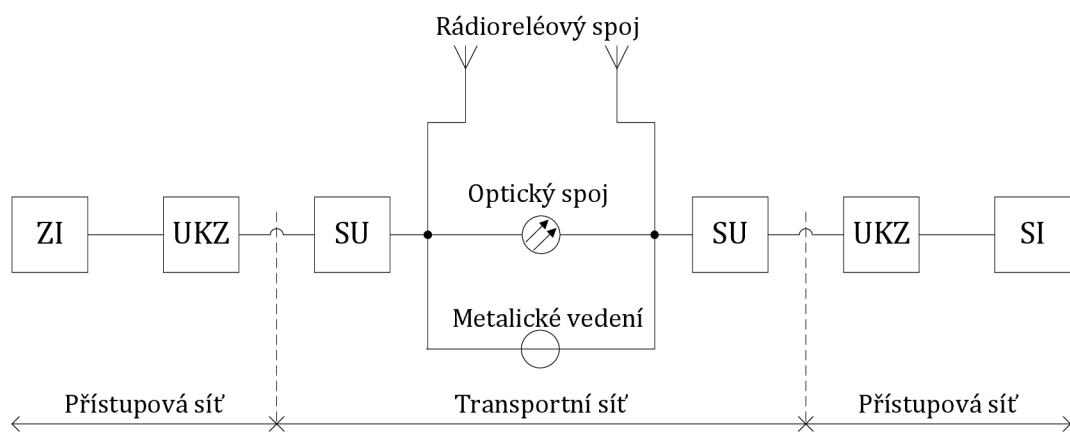 Rádioreléový spoj
Optický spoj
ZI
UKZ
SU
SU
UKZ
SI
Metalické vedení
Přístupová síť
Transportní síť
Přístupová síť